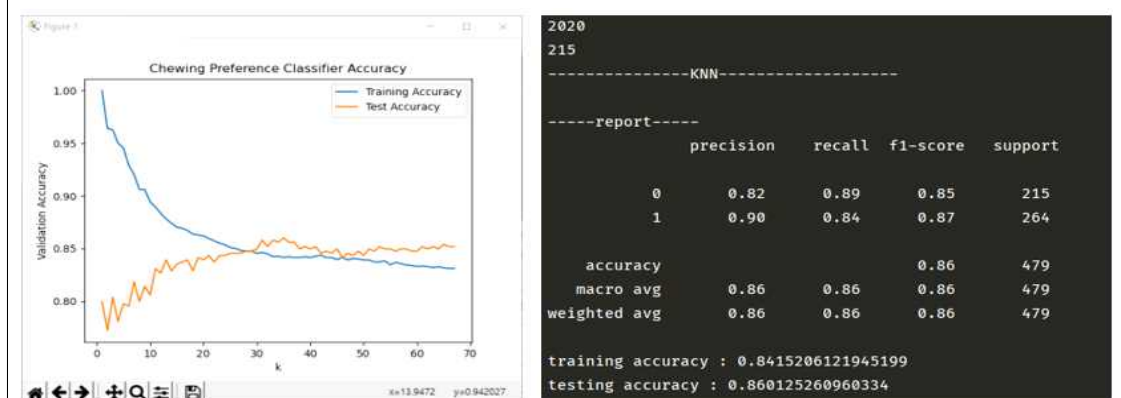 Figure 1
Chewing Preference Classifier Accuracy
Training Accuracy
Test Accuracy
1.00
0.95
0.90
0.85
0.80
Validation Accuracy
0 10 20 30 40 50 60 70
k
x=13.9472 y=0.942027
2020
215
---------------KNN-------------------
-----report-----
precision recall f1-score support
0 0.82 0.89 0.85 215
1 0.90 0.84 0.87 264
accuracy 0.86 479
macro avg 0.86 0.86 0.86 479
weighted avg 0.86 0.86 0.86 479
training accuracy : 0.8415206121945199
testing accuracy : 0.860125260960334